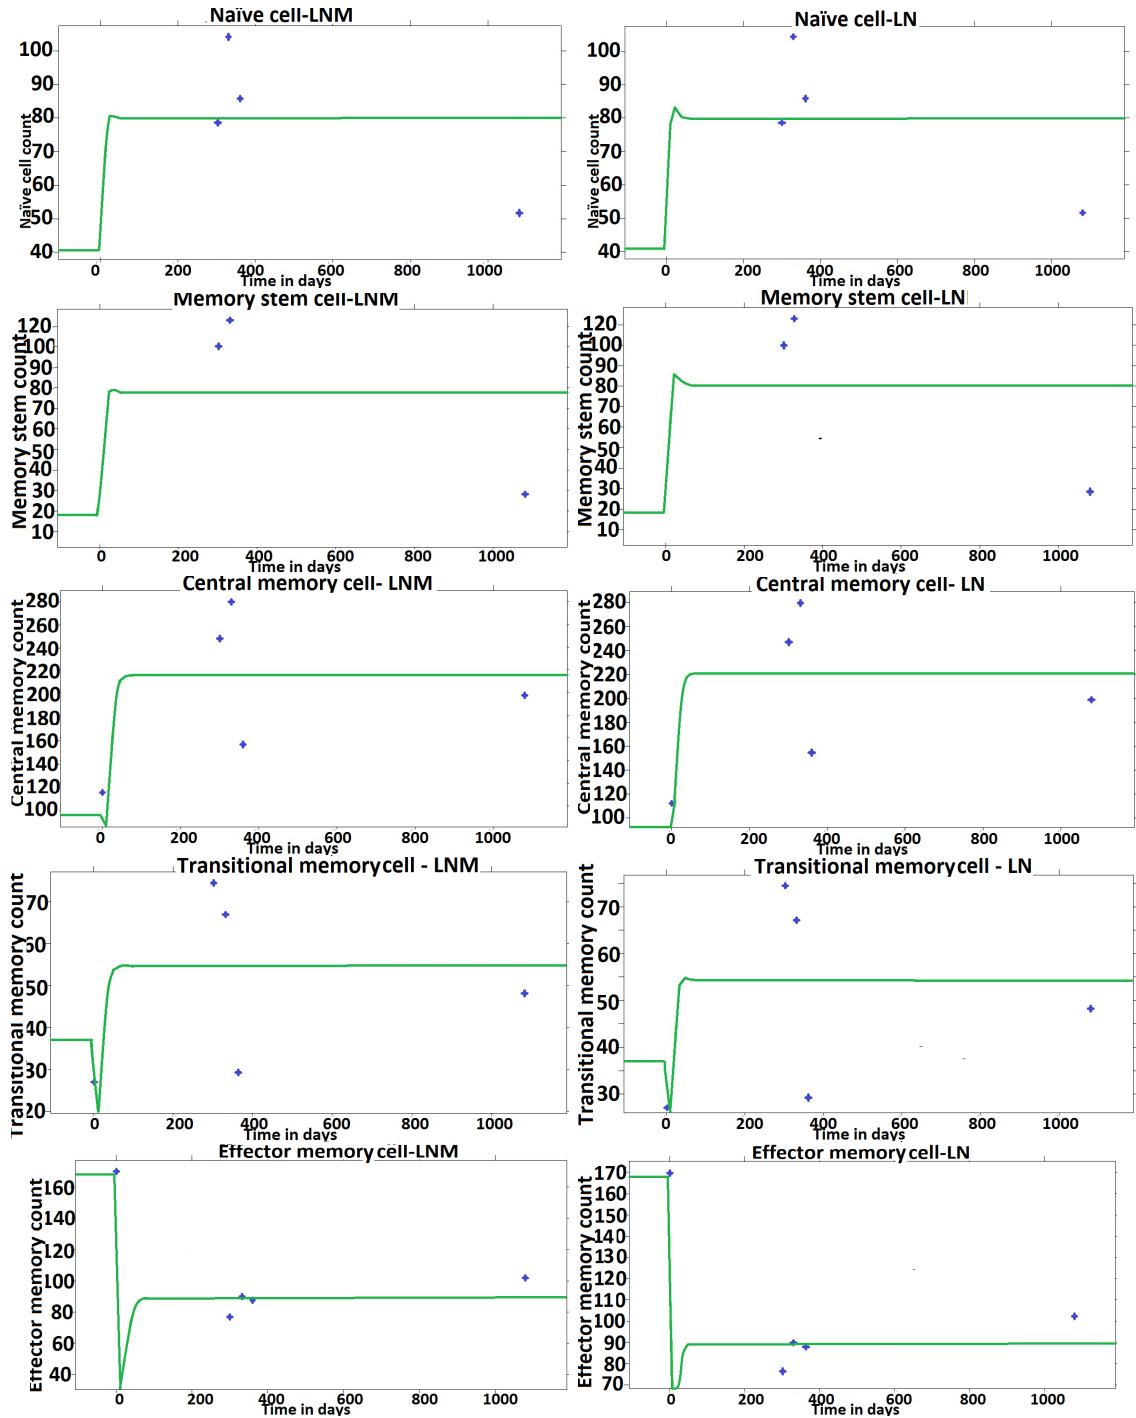 Naïve cell-LNM
Naïve cell count
100
90
80
70
60
50
40
0 200 400 600 800 1000
Time in days
Naïve cell-LN
Naïve cell count
100
90
80
70
60
50
40
0 200 400 600 800 1000
Time in days
Memory stem cell-LNM
Memory stem count
120
100
90
80
70
60
50
40
30
20
10
0 200 400 600 800 1000
Time in days
Memory stem cell-LN
Memory stem count
120
100
90
80
70
60
50
40
30
20
10
0 200 400 600 800 1000
Time in days
Central memory cell- LNM
Central memory count
280
260
240
220
200
180
160
140
120
100
0 200 400 600 800 1000
Time in days
Central memory cell- LN
Central memory count
280
260
240
220
200
180
160
140
120
100
0 200 400 600 800 1000
Time in days
Transitional memory cell - LNM
Transitional memory count
70
60
50
40
30
20
0 200 400 600 800 1000
Time in days
Transitional memory cell - LN
Transitional memory count
70
60
50
40
30
0 200 400 600 800 1000
Time in days
Effector memory cell-LNM
Effector memory count
160
140
120
100
80
60
40
0 200 400 600 800 1000
Time in days
Effector memory cell-LN
Effector memory count
170
160
150
140
130
120
110
100
90
80
70
0 200 400 600 800 1000
Time in days